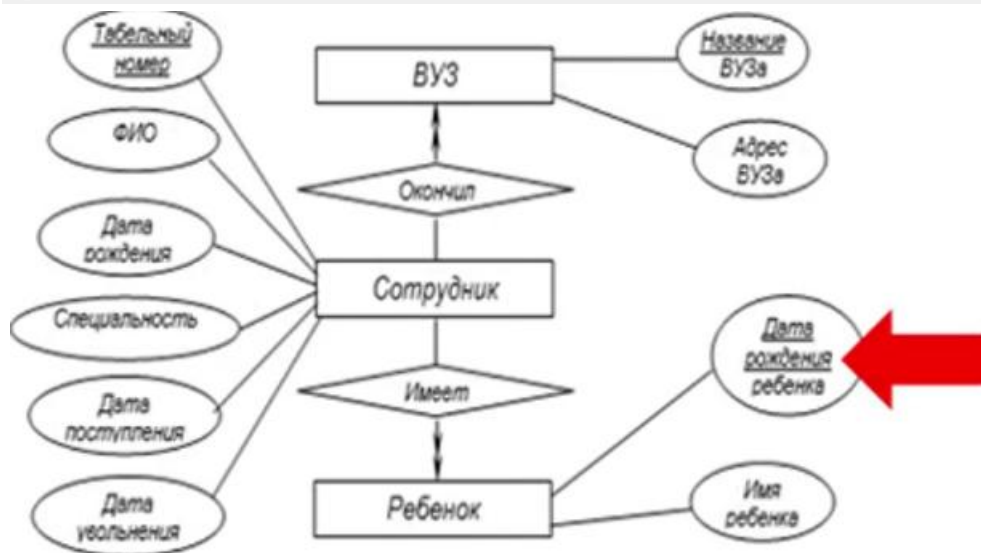 Табельный
номер
ФИО
Дата
рождения
Специальность
Дата
поступления
Дата
увольнения
ВУЗ
Окончил
Сотрудник
Имеет
Ребенок
Название
ВУЗа
Адрес
ВУЗа
Дата
рождения
ребенка
Имя
ребенка